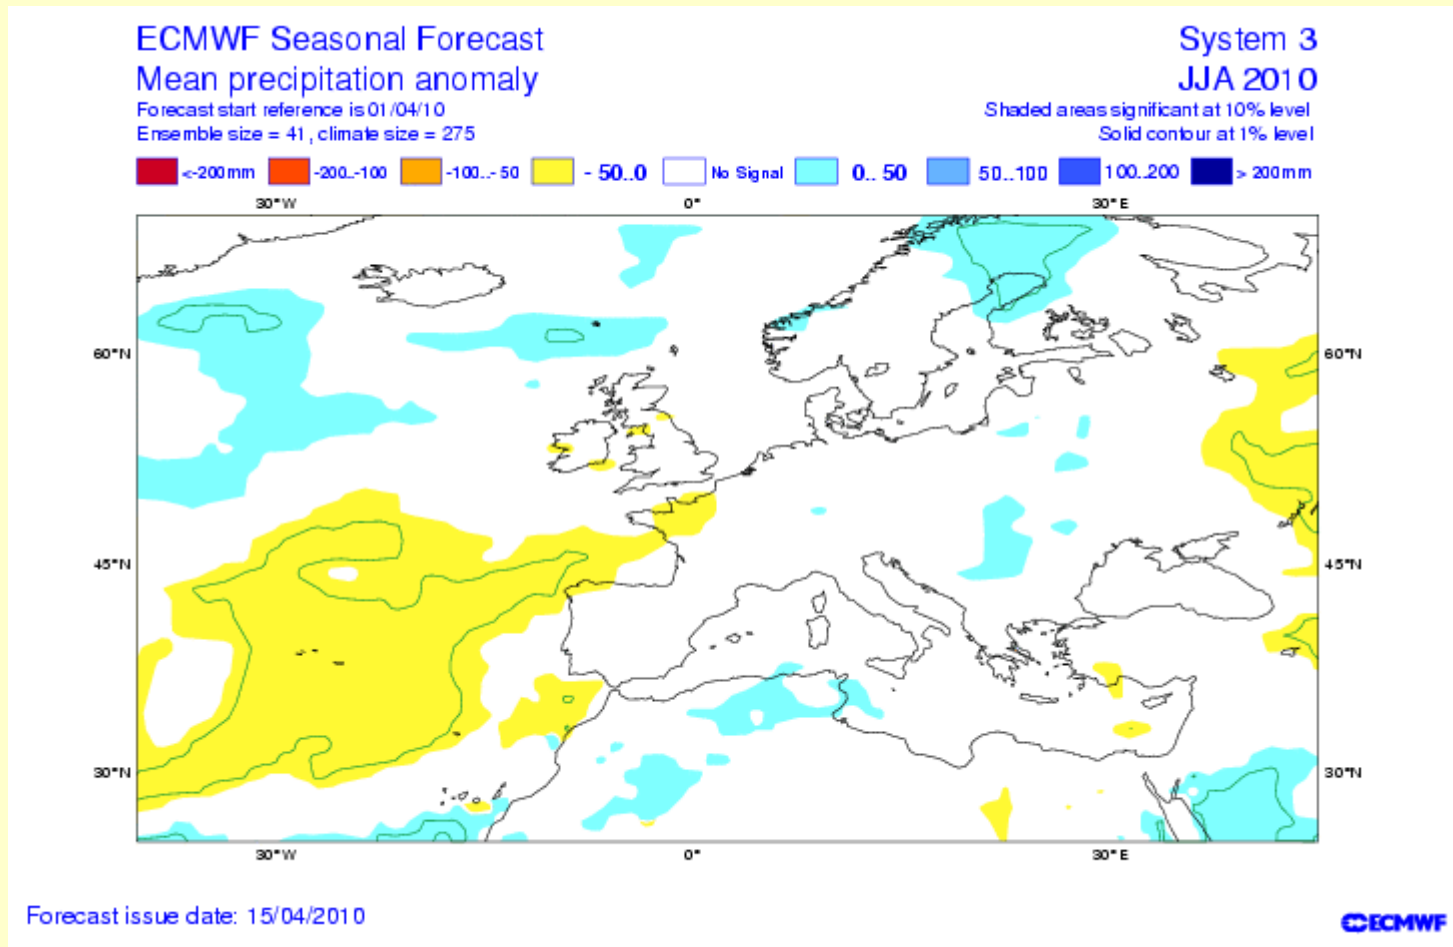 ECMWF Seasonal Forecast
System 3
Mean precipitation anomaly
JJA 2010
Forecast start reference is 01/04/10
Shaded areas significant at 10% level
Ensemble size = 41, climate size = 275
Solid contour at 1% level
<-200mm -200..-100 -100..- 50 - 50..0 No Signal 0.. 50 50..100 100..200 > 200mm
30°W 0° 30°E
60°N 60°N
45°N 45°N
30°N 30°N
30°W 0° 30°E
Forecast issue date: 15/04/2010
ECMWF